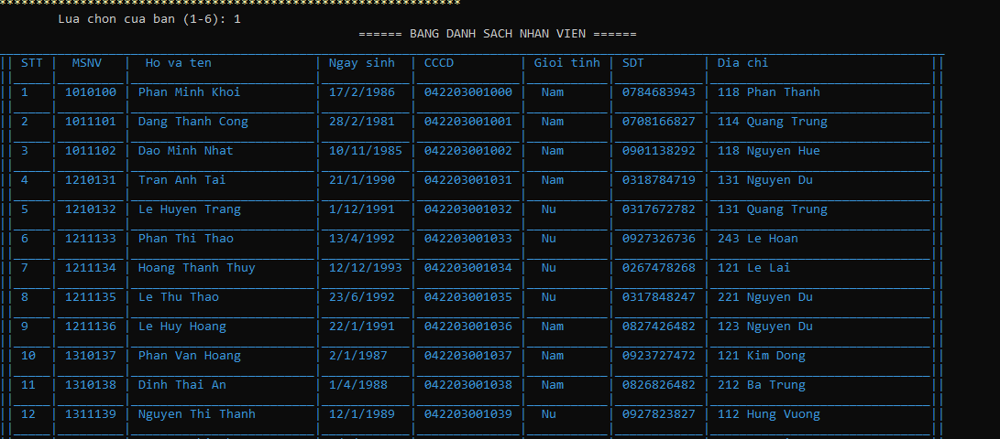 ************************************************************
Lua chon cua ban (1-6): 1
====== BANG DANH SACH NHAN VIEN ======
STT MSNV Ho va ten Ngay sinh CCCD Gioi tinh SDT Dia chi
1 1010100 Phan Minh Khoi 17/2/1986 042203001000 Nam 0784683943 118 Phan Thanh
2 1011101 Dang Thanh Cong 28/2/1981 042203001001 Nam 0708166827 114 Quang Trung
3 1011102 Dao Minh Nhat 10/11/1985 042203001002 Nam 0901138292 118 Nguyen Hue
4 1210131 Tran Anh Tai 21/1/1990 042203001031 Nam 0318784719 131 Nguyen Du
5 1210132 Le Huyen Trang 1/12/1991 042203001032 Nu 0317672782 131 Quang Trung
6 1211133 Phan Thi Thao 13/4/1992 042203001033 Nu 0927326736 243 Le Hoan
7 1211134 Hoang Thanh Thuy 12/12/1993 042203001034 Nu 0267478268 121 Le Lai
8 1211135 Le Thu Thao 23/6/1992 042203001035 Nu 0317848247 221 Nguyen Du
9 1211136 Le Huy Hoang 22/1/1991 042203001036 Nam 0827426482 123 Nguyen Du
10 1310137 Phan Van Hoang 2/1/1987 042203001037 Nam 0923727472 121 Kim Dong
11 1310138 Dinh Thai An 1/4/1988 042203001038 Nam 0826826482 212 Ba Trung
12 1311139 Nguyen Thi Thanh 12/1/1989 042203001039 Nu 0927823827 112 Hung Vuong